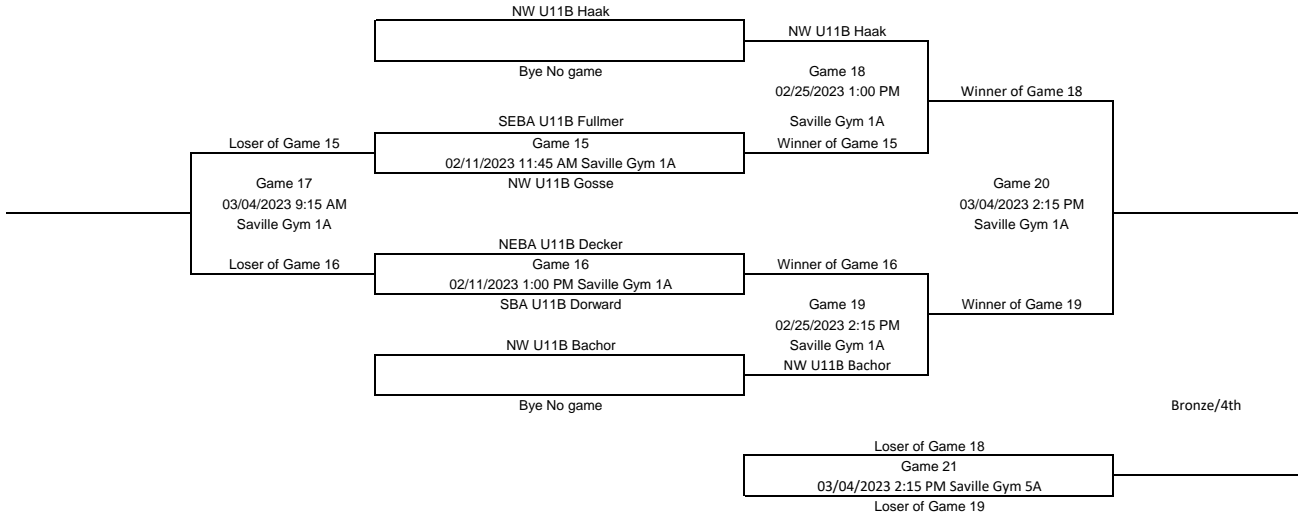 NW U11B Haak
NW U11B Haak
Bye No game
Game 18
02/25/2023 1:00 PM
Winner of Game 18
SEBA U11B Fullmer
Saville Gym 1A
Loser of Game 15
Game 15
Winner of Game 15
02/11/2023 11:45 AM Saville Gym 1A
Game 17
NW U11B Gosse
Game 20
03/04/2023 9:15 AM
03/04/2023 2:15 PM
Saville Gym 1A
Saville Gym 1A
NEBA U11B Decker
Loser of Game 16
Game 16
Winner of Game 16
02/11/2023 1:00 PM Saville Gym 1A
SBA U11B Dorward
Game 19
Winner of Game 19
02/25/2023 2:15 PM
NW U11B Bachor
Saville Gym 1A
NW U11B Bachor
Bye No game
Bronze/4th
Loser of Game 18
Game 21
03/04/2023 2:15 PM Saville Gym 5A
Loser of Game 19